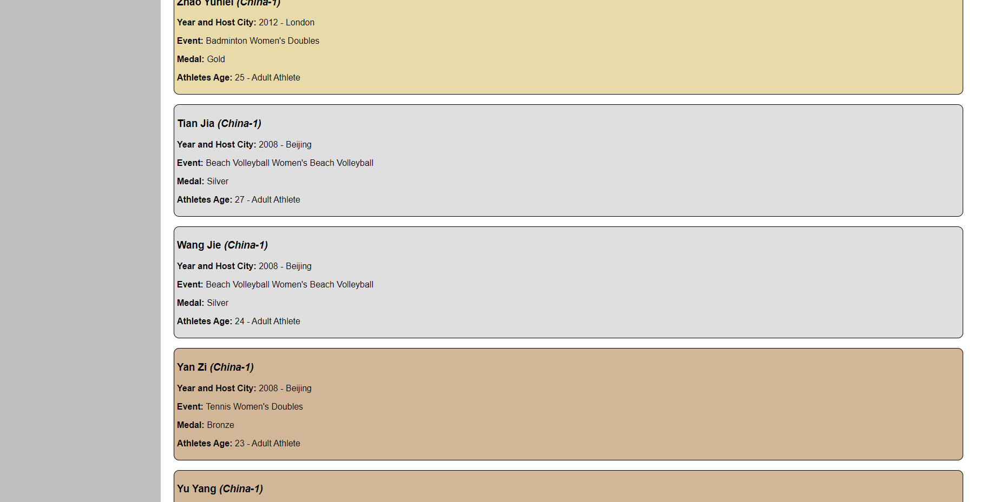 Zhao Yunlei (China-1)
Year and Host City: 2012 - London
Event: Badminton Women's Doubles
Medal: Gold
Athletes Age: 25 - Adult Athlete
Tian Jia (China-1)
Year and Host City: 2008 - Beijing
Event: Beach Volleyball Women's Beach Volleyball
Medal: Silver
Athletes Age: 27 - Adult Athlete
Wang Jie (China-1)
Year and Host City: 2008 - Beijing
Event: Beach Volleyball Women's Beach Volleyball
Medal: Silver
Athletes Age: 24 - Adult Athlete
Yan Zi (China-1)
Year and Host City: 2008 - Beijing
Event: Tennis Women's Doubles
Medal: Bronze
Athletes Age: 23 - Adult Athlete
Yu Yang (China-1)